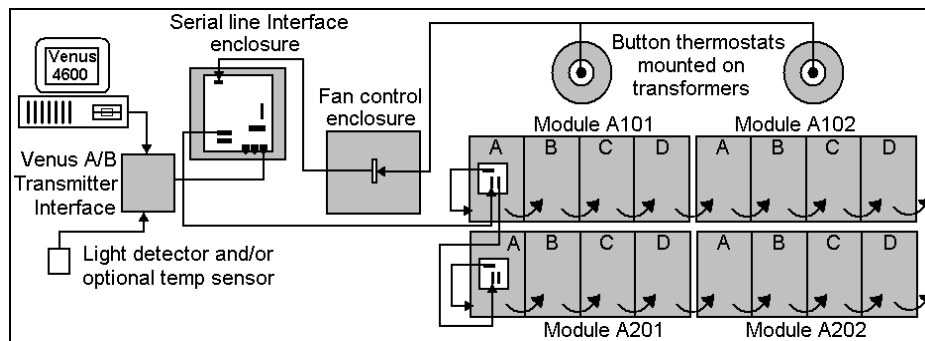 Serial line Interface
enclosure
Venus
4600
Fan control
enclosure
Button thermostats
mounted on
transformers
Venus A/B
Transmitter
Interface
Light detector and/or
optional temp sensor
Module A101
Module A102
A B C D
A B C D
A B C D
A B C D
Module A201
Module A202